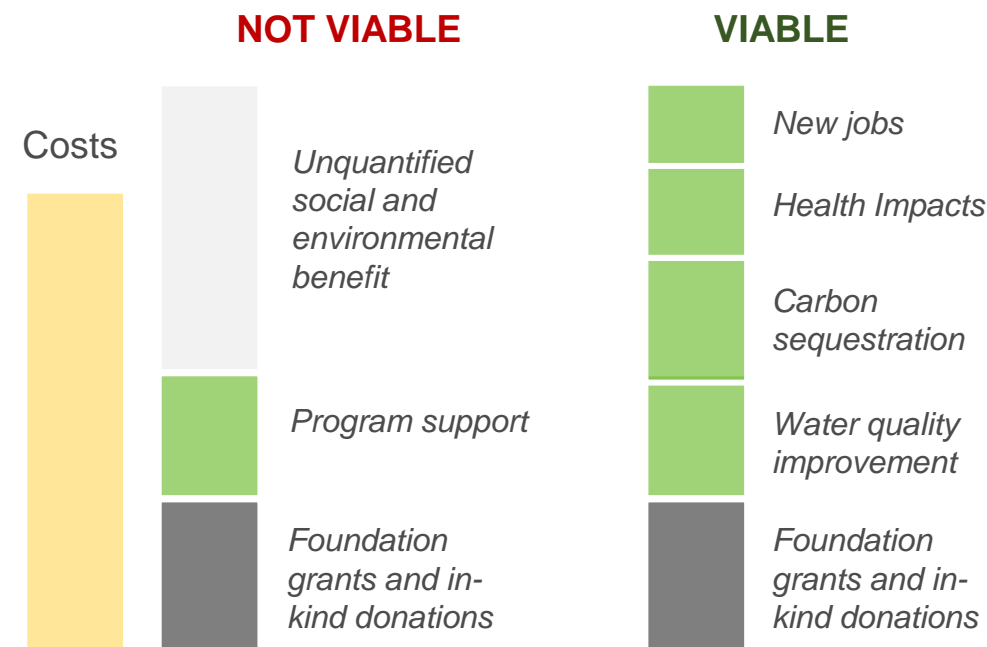 NOT VIABLE
VIABLE
Costs
Unquantified
social and
environmental
benefit
Program support
Foundation
grants and in-
kind donations
New jobs
Health Impacts
Carbon
sequestration
Water quality
improvement
Foundation
grants and in-
kind donations